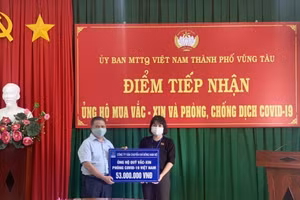 ỦY BAN MTTQ VIỆT NAM THÀNH PHỐ VŨNG TÀU
ĐIỂM TIẾP NHẬN
ỦNG HỘ MUA VẮC - XIN VÀ PHÒNG, CHỐNG DỊCH COVID-19
ỦNG HỘ QUỸ VẮC-XIN
PHÒNG COVID-19 VIỆT NAM
53.000.000 VNĐ